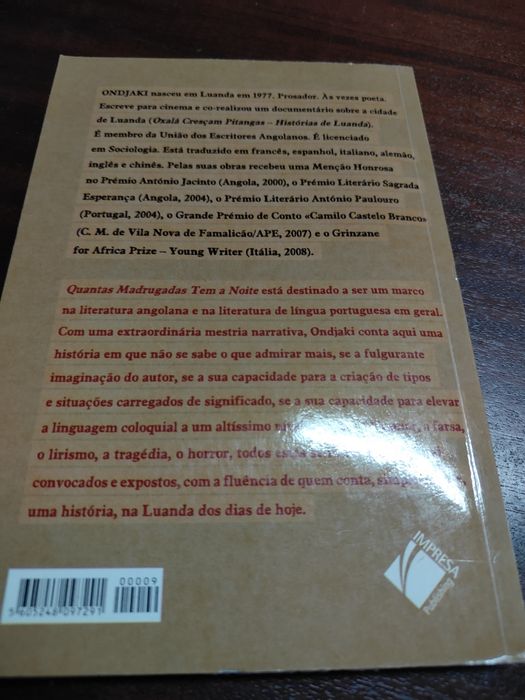 ONDJAKI nasceu em Luanda em 1977. Prosador. Às vezes poeta.
Escreve para cinema e co-realizou um documentário sobre a cidade
de Luanda (Oxalá Cresçam Pitangas – Histórias de Luanda).
É membro da União dos Escritores Angolanos. É licenciado
em Sociologia. Está traduzido em francês, espanhol, italiano, alemão,
inglês e chinês. Pelas suas obras recebeu uma Menção Honrosa
no Prémio António Jacinto (Angola, 2000), o Prémio Literário Sagrada
Esperança (Angola, 2004), o Prémio Literário António Paulouro
(Portugal, 2004), o Grande Prémio de Conto «Camilo Castelo Branco»
(C. M. de Vila Nova de Famalicão/APE, 2007) e o Grinzane
for Africa Prize – Young Writer (Itália, 2008).
Quantas Madrugadas Tem a Noite está destinado a ser um marco
na literatura angolana e na literatura de língua portuguesa em geral.
Com uma extraordinária mestria narrativa, Ondjaki conta aqui uma
história em que não se sabe o que admirar mais, se a fulgurante
imaginação do autor, se a sua capacidade para a criação de tipos
e situações carregados de significado, se a sua capacidade para elevar
a linguagem coloquial a um altíssimo a farsa,
o lirismo, a tragédia, o horror, todos
convocados e expostos, com a fluência de quem conta,
uma história, na Luanda dos dias de hoje.
00009
5603248097291
IMPRESA
Publishing